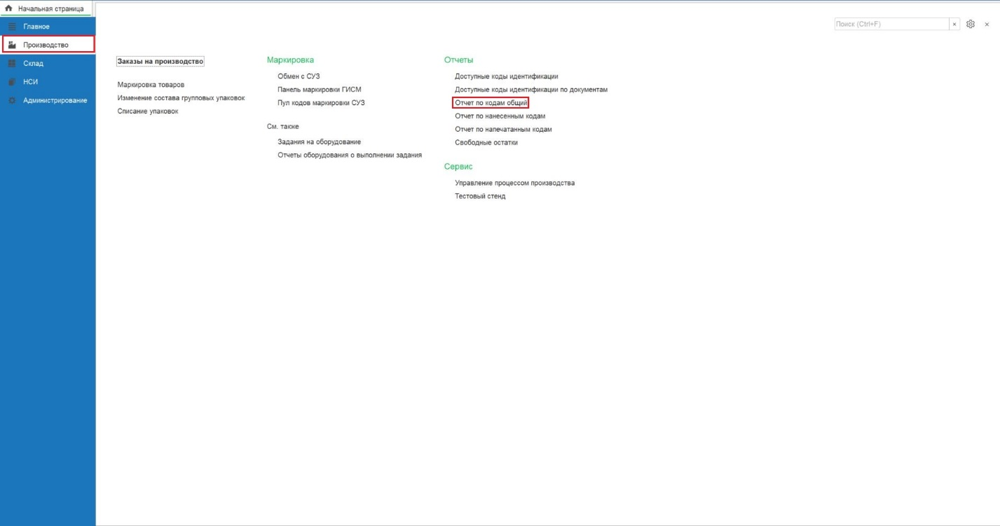 Начальная страница
Главное
Производство
Склад
НСИ
Администрирование
Поиск (Ctrl+F)
Заказы на производство
Маркировка товаров
Изменение состава групповых упаковок
Списание упаковок
Маркировка
Обмен с СУЗ
Панель маркировки ГИСМ
Пул кодов маркировки СУЗ
См. также
Задания на оборудование
Отчеты оборудования о выполнении задания
Отчеты
Доступные коды идентификации
Доступные коды идентификации по документам
Отчет по кодам общий
Отчет по нанесенным кодам
Отчет по напечатанным кодам
Свободные остатки
Сервис
Управление процессом производства
Тестовый стенд